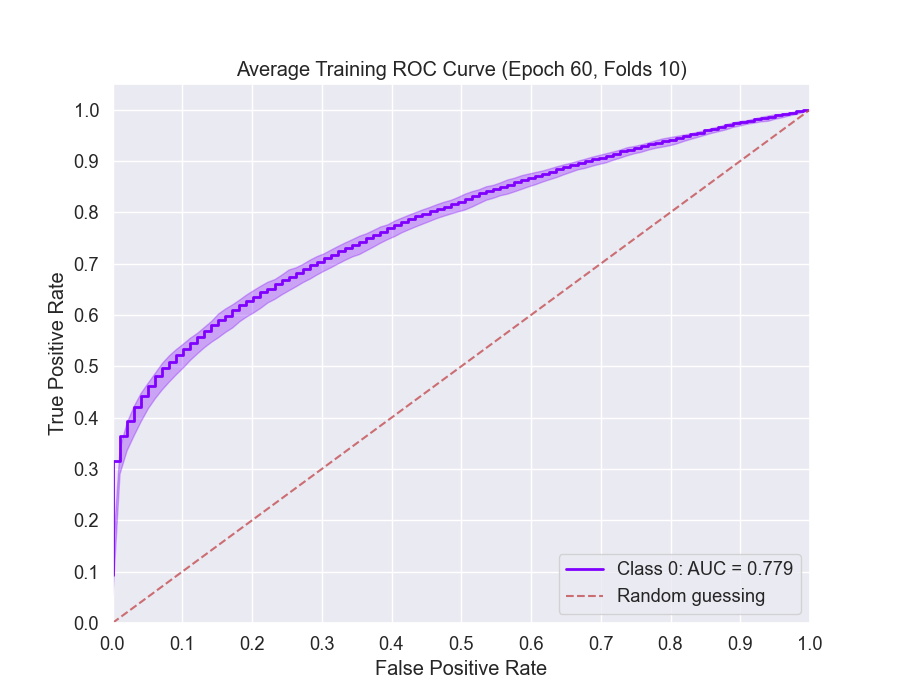 Average Training ROC Curve (Epoch 60, Folds 10)
True Positive Rate
1.0
0.9
0.8
0.7
0.6
0.5
0.4
0.3
0.2
0.1
0.0
Class 0: AUC = 0.779
Random guessing
0.0 0.1 0.2 0.3 0.4 0.5 0.6 0.7 0.8 0.9 1.0
False Positive Rate